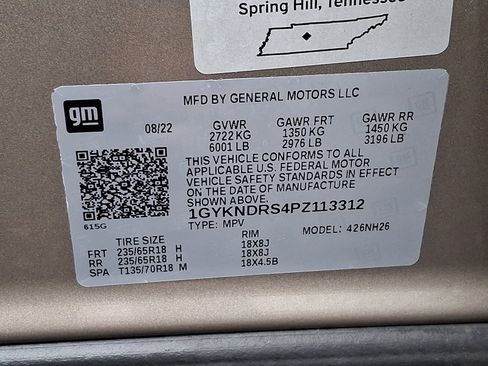 Spring Hill, Tennessee
gm
MFD BY GENERAL MOTORS LLC
08/22 GVWR GAWR FRT GAWR RR
2722 KG 1350 KG 1450 KG
6001 LB 2976 LB 3196 LB
THIS VEHICLE CONFORMS TO ALL
APPLICABLE U.S. FEDERAL MOTOR
VEHICLE SAFETY STANDARDS IN EFFECT
ON THE DATE OF MANUFACTURE
SHOWN ABOVE.
1GYKNDRS4PZ113312
615G TYPE: MPV MODEL: 426NH26
TIRE SIZE RIM
FRT 235/65R18 H 18X8J
RR 235/65R18 H 18X8J
SPA T135/70R18 M 18X4.5B